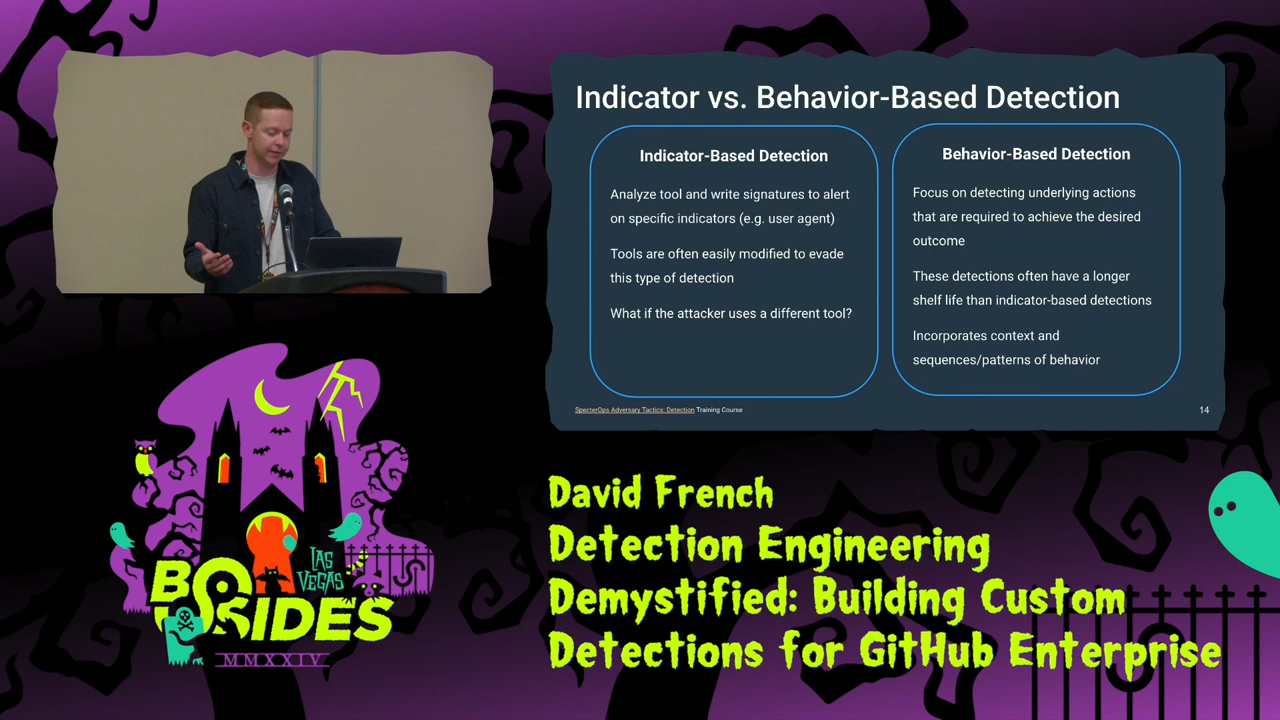 Indicator vs. Behavior-Based Detection
Indicator-Based Detection
Analyze tool and write signatures to alert
on specific indicators (e.g. user agent)
Tools are often easily modified to evade
this type of detection
What if the attacker uses a different tool?
Behavior-Based Detection
Focus on detecting underlying actions
that are required to achieve the desired
outcome
These detections often have a longer
shelf life than indicator-based detections
Incorporates context and
sequences/patterns of behavior
SpecterOps Adversary Tactics: Detection Training Course
14
LAS
VEGAS
BSIDES
MMXXIV
David French
Detection Engineering
Demystified: Building Custom
Detections for GitHub Enterprise